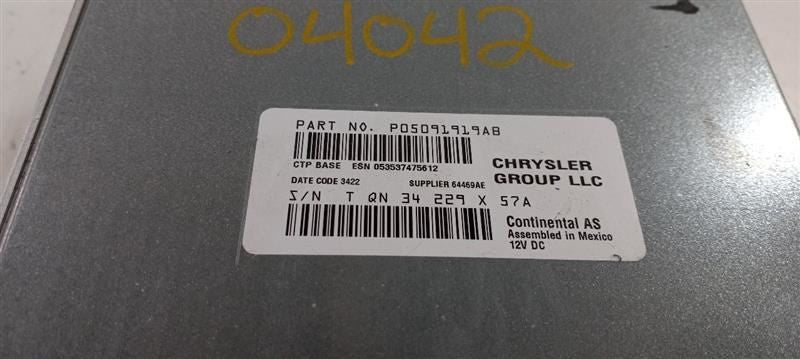 04042
PART NO. P05091919AB
CTP BASE ESN 053537475612
CHRYSLER
GROUP LLC
DATE CODE 3422 SUPPLIER 64469AE
S/N T QN 34 229 X 57A
Continental AS
Assembled in Mexico
12V DC